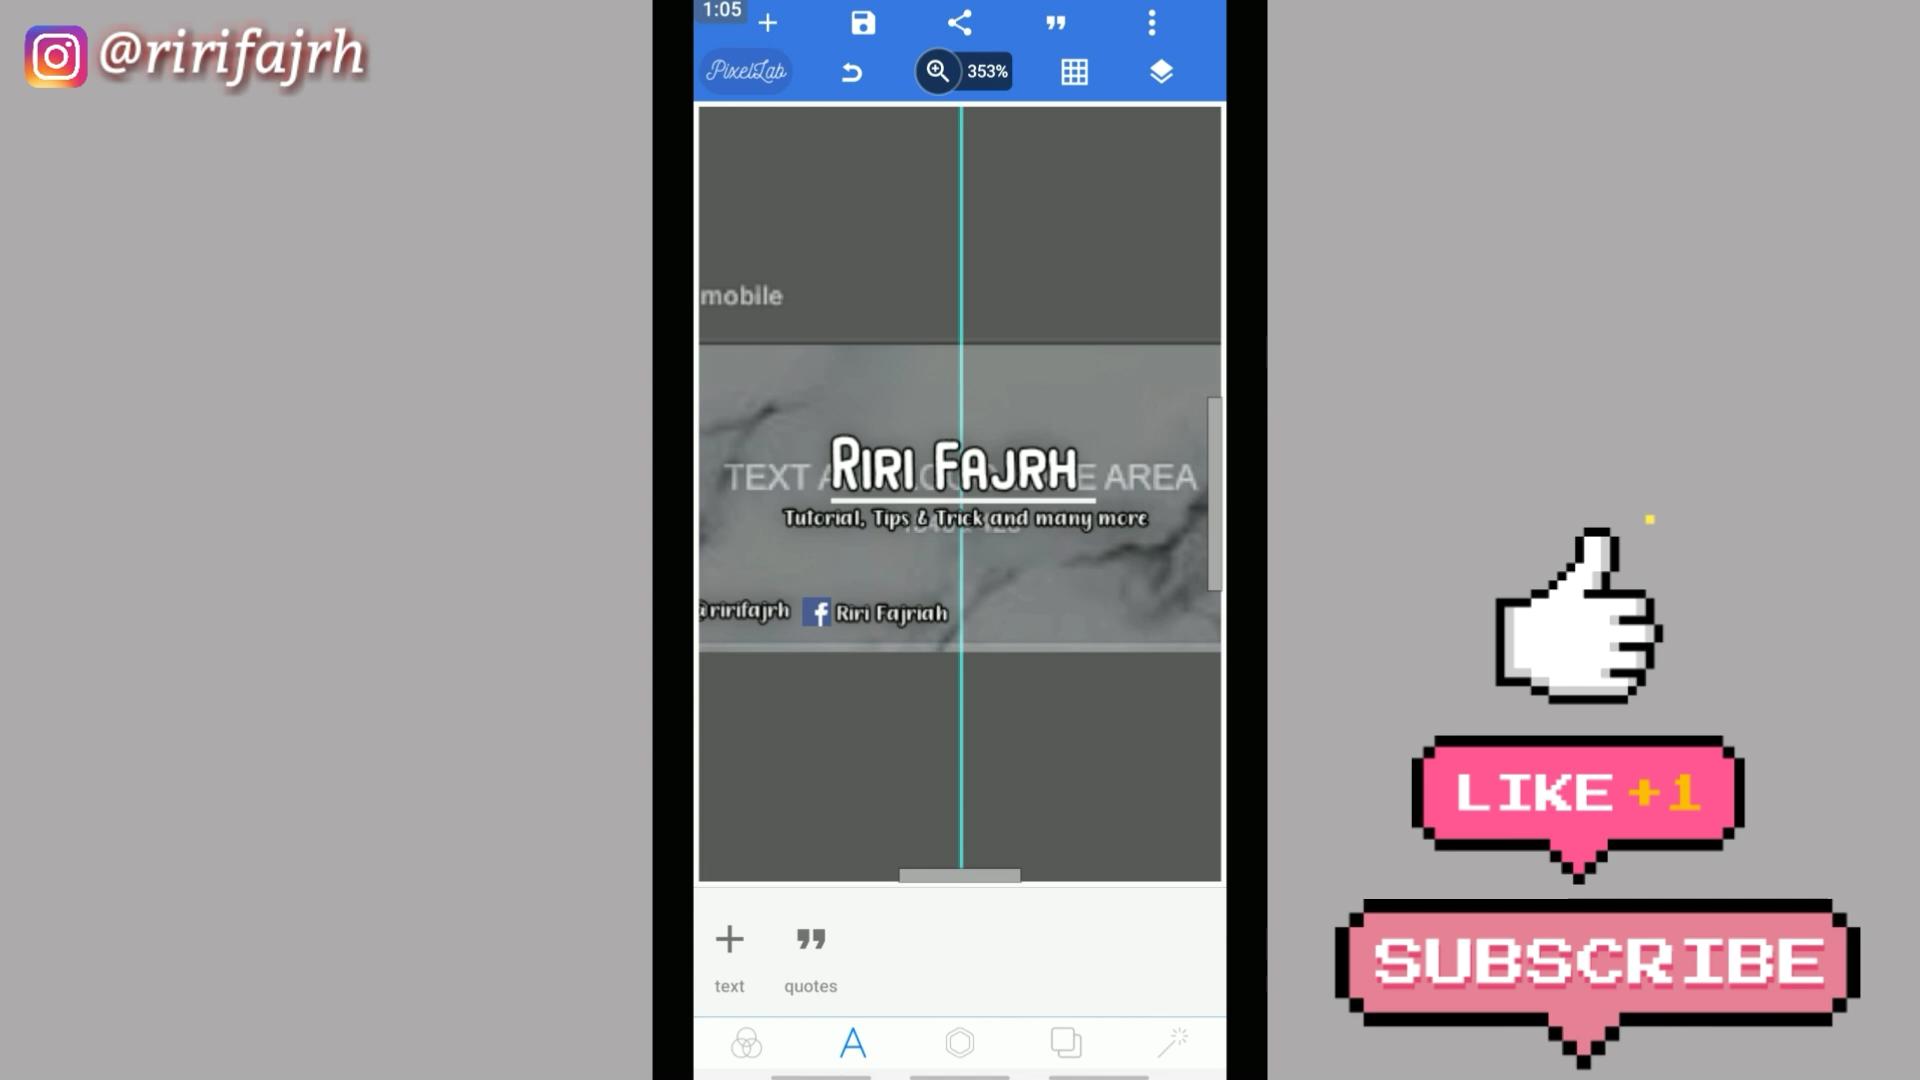 @ririfajrh
1:05
PixelLab
353%
mobile
RIRI FAJRH
TEXT A E AREA
Tutorial, Tips & Trick and many more
@ririfajrh
Riri Fajriah
text
quotes
LIKE +1
SUBSCRIBE